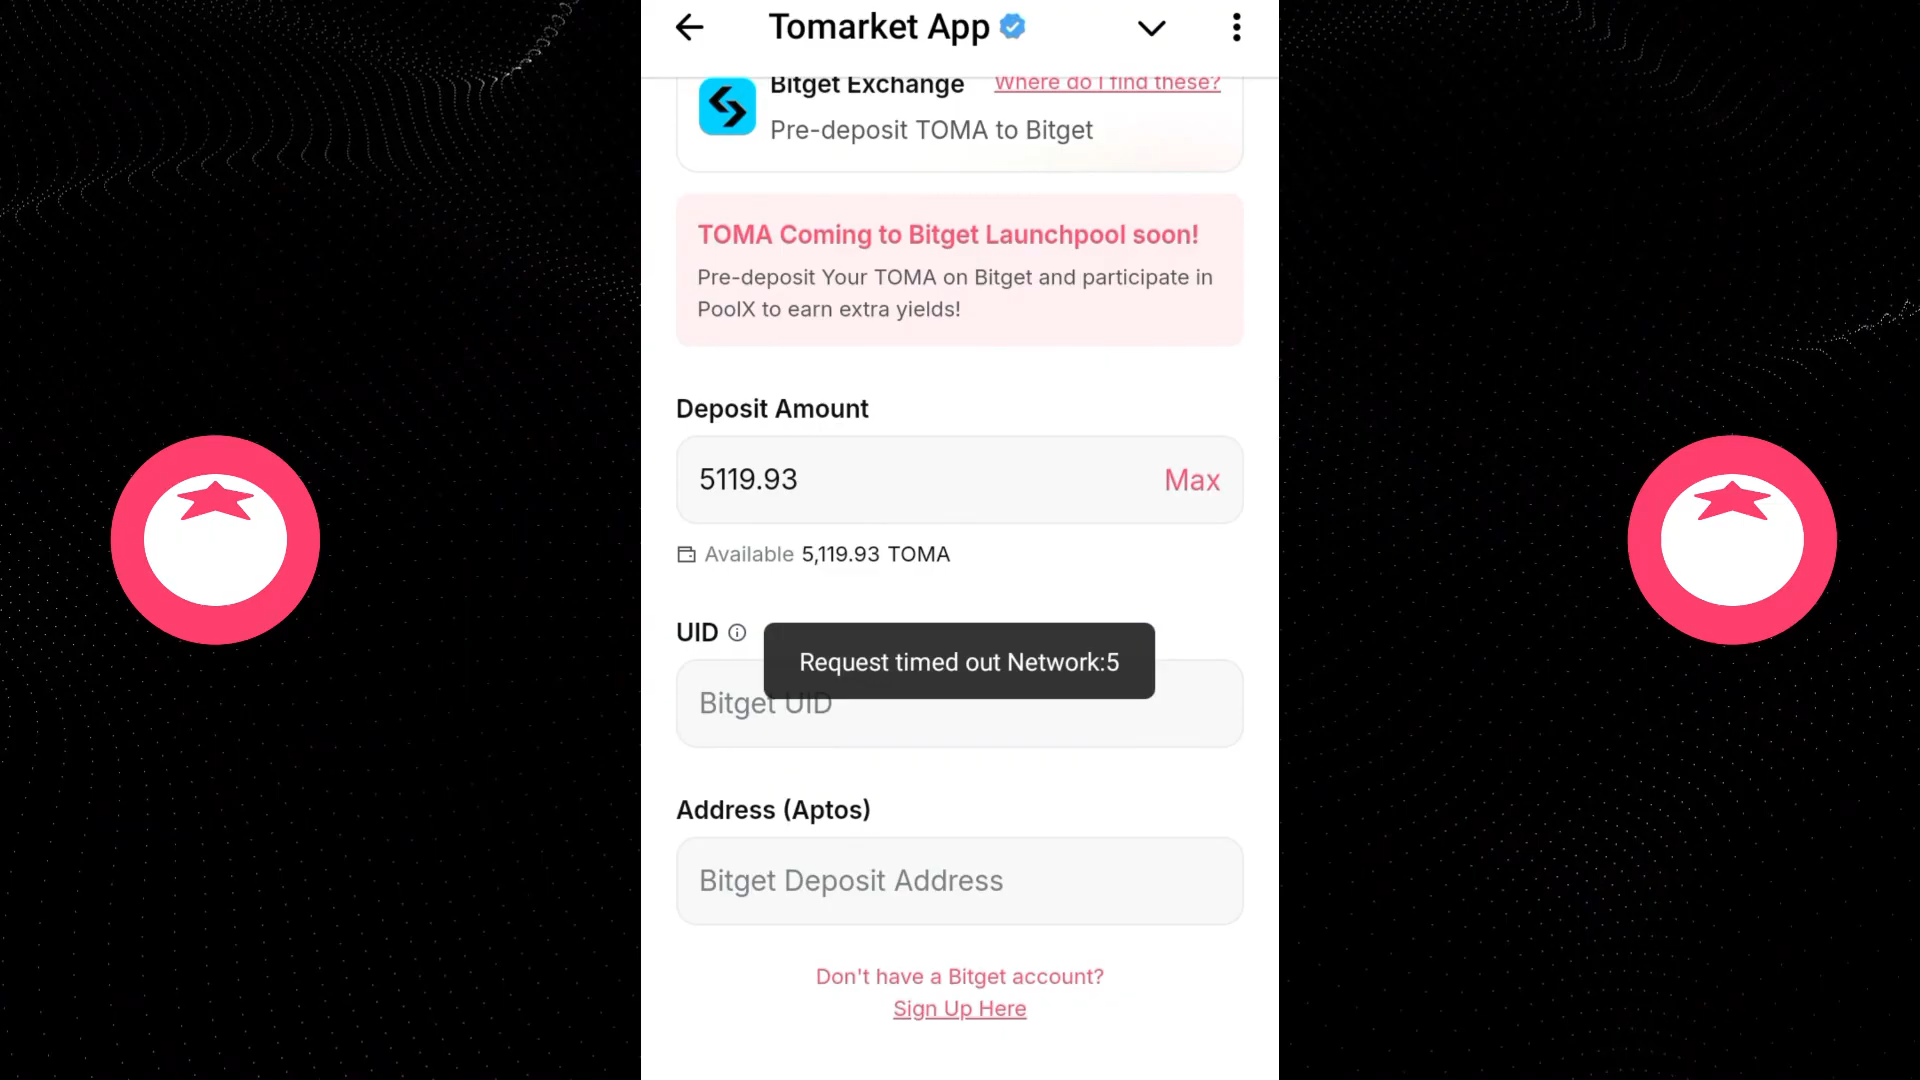 Tomarket App
Bitget Exchange Where do I find these?
Pre-deposit TOMA to Bitget
TOMA Coming to Bitget Launchpool soon!
Pre-deposit Your TOMA on Bitget and participate in
PoolX to earn extra yields!
Deposit Amount
5119.93 Max
Available 5,119.93 TOMA
UID
Request timed out Network:5
Bitget UID
Address (Aptos)
Bitget Deposit Address
Don't have a Bitget account?
Sign Up Here